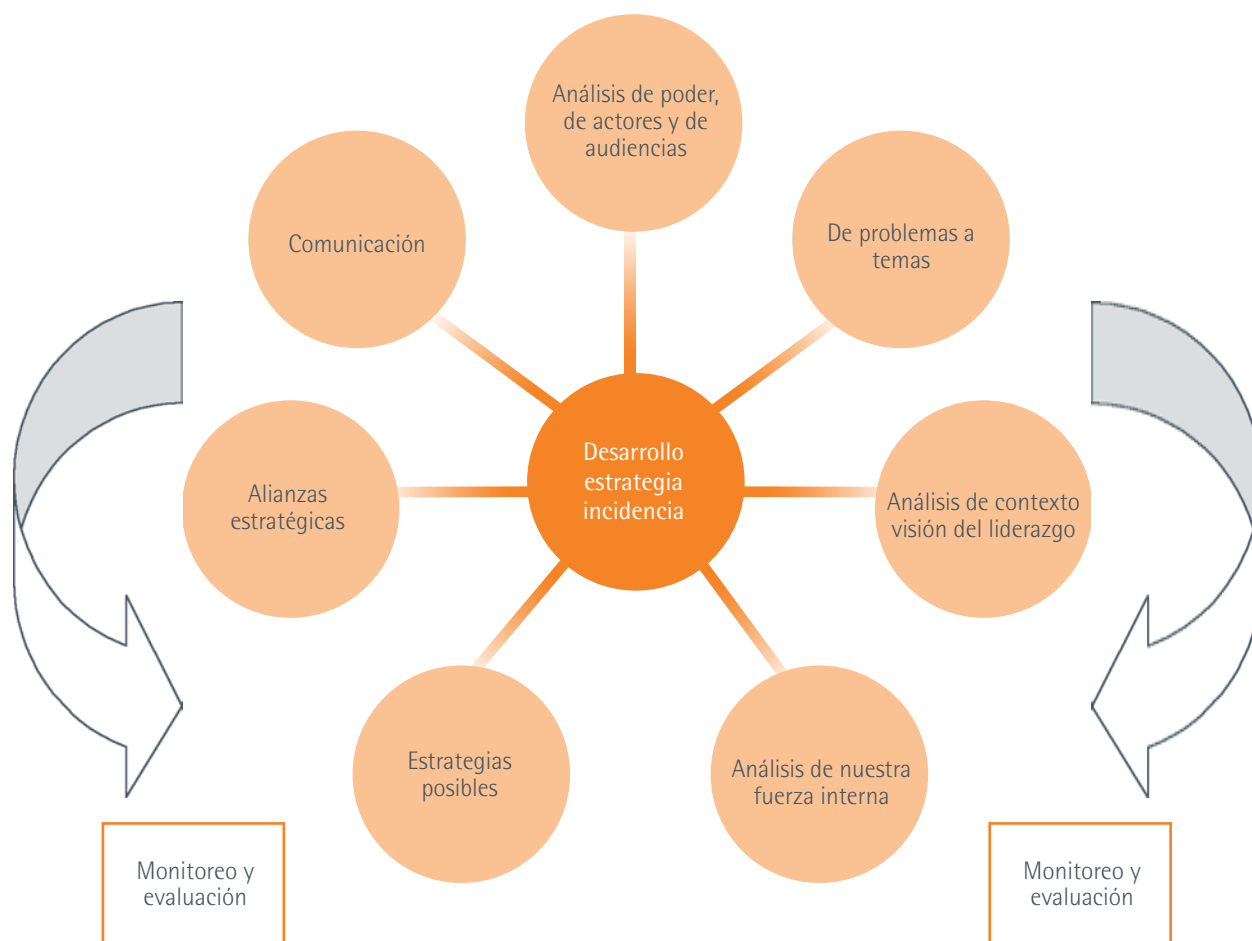 Análisis de poder,
de actores y de
audiencias
Comunicación
De problemas a
temas
Desarrollo
estrategia
incidencia
Alianzas
estratégicas
Análisis de contexto
visión del liderazgo
Estrategias
posibles
Análisis de nuestra
fuerza interna
Monitoreo y
evaluación
Monitoreo y
evaluación